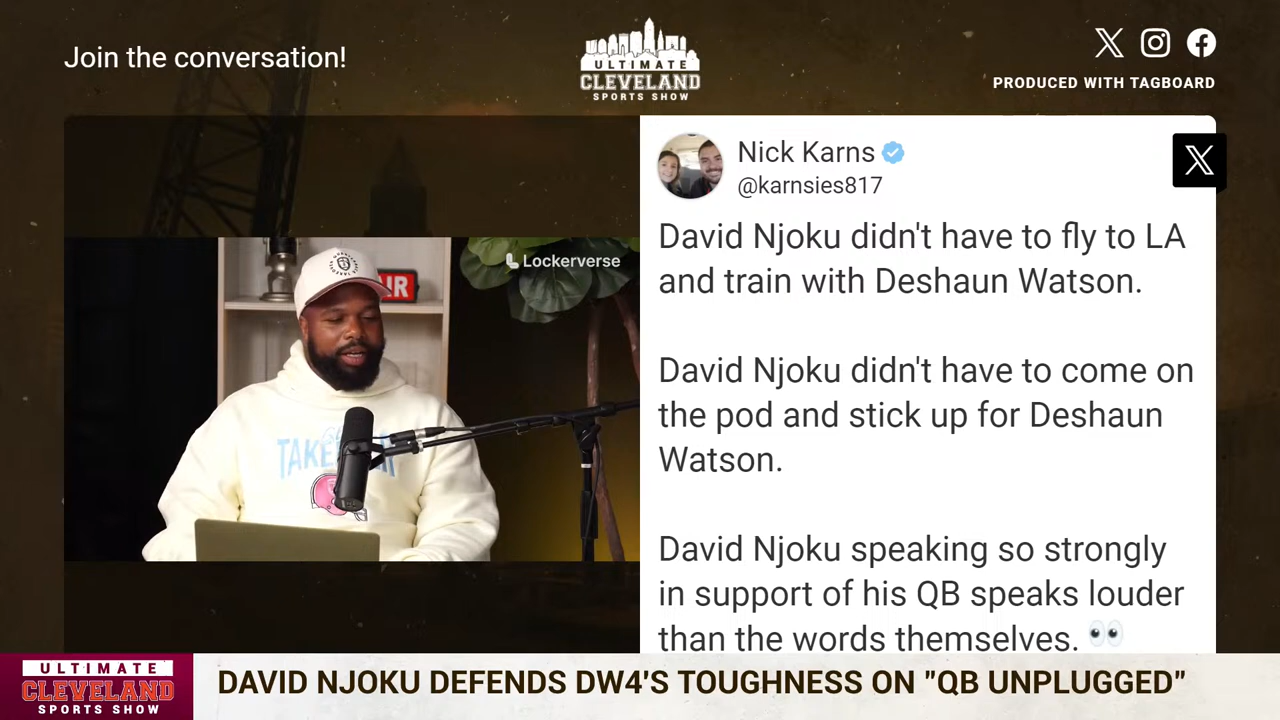 Join the conversation!
ULTIMATE
CLEVELAND
SPORTS SHOW
PRODUCED WITH TAGBOARD
Lockerverse
Nick Karns
@karnsies817
David Njoku didn't have to fly to LA
and train with Deshaun Watson.
David Njoku didn't have to come on
the pod and stick up for Deshaun
Watson.
David Njoku speaking so strongly
in support of his QB speaks louder
than the words themselves. 👀
ULTIMATE
CLEVELAND
SPORTS SHOW
DAVID NJOKU DEFENDS DW4'S TOUGHNESS ON "QB UNPLUGGED"